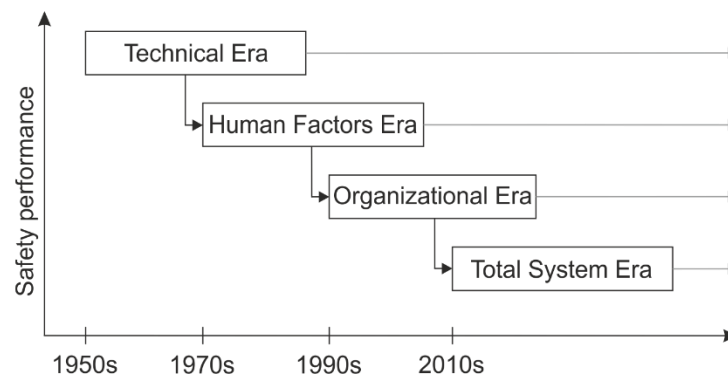 Safety performance
Technical Era
Human Factors Era
Organizational Era
Total System Era
1950s
1970s
1990s
2010s